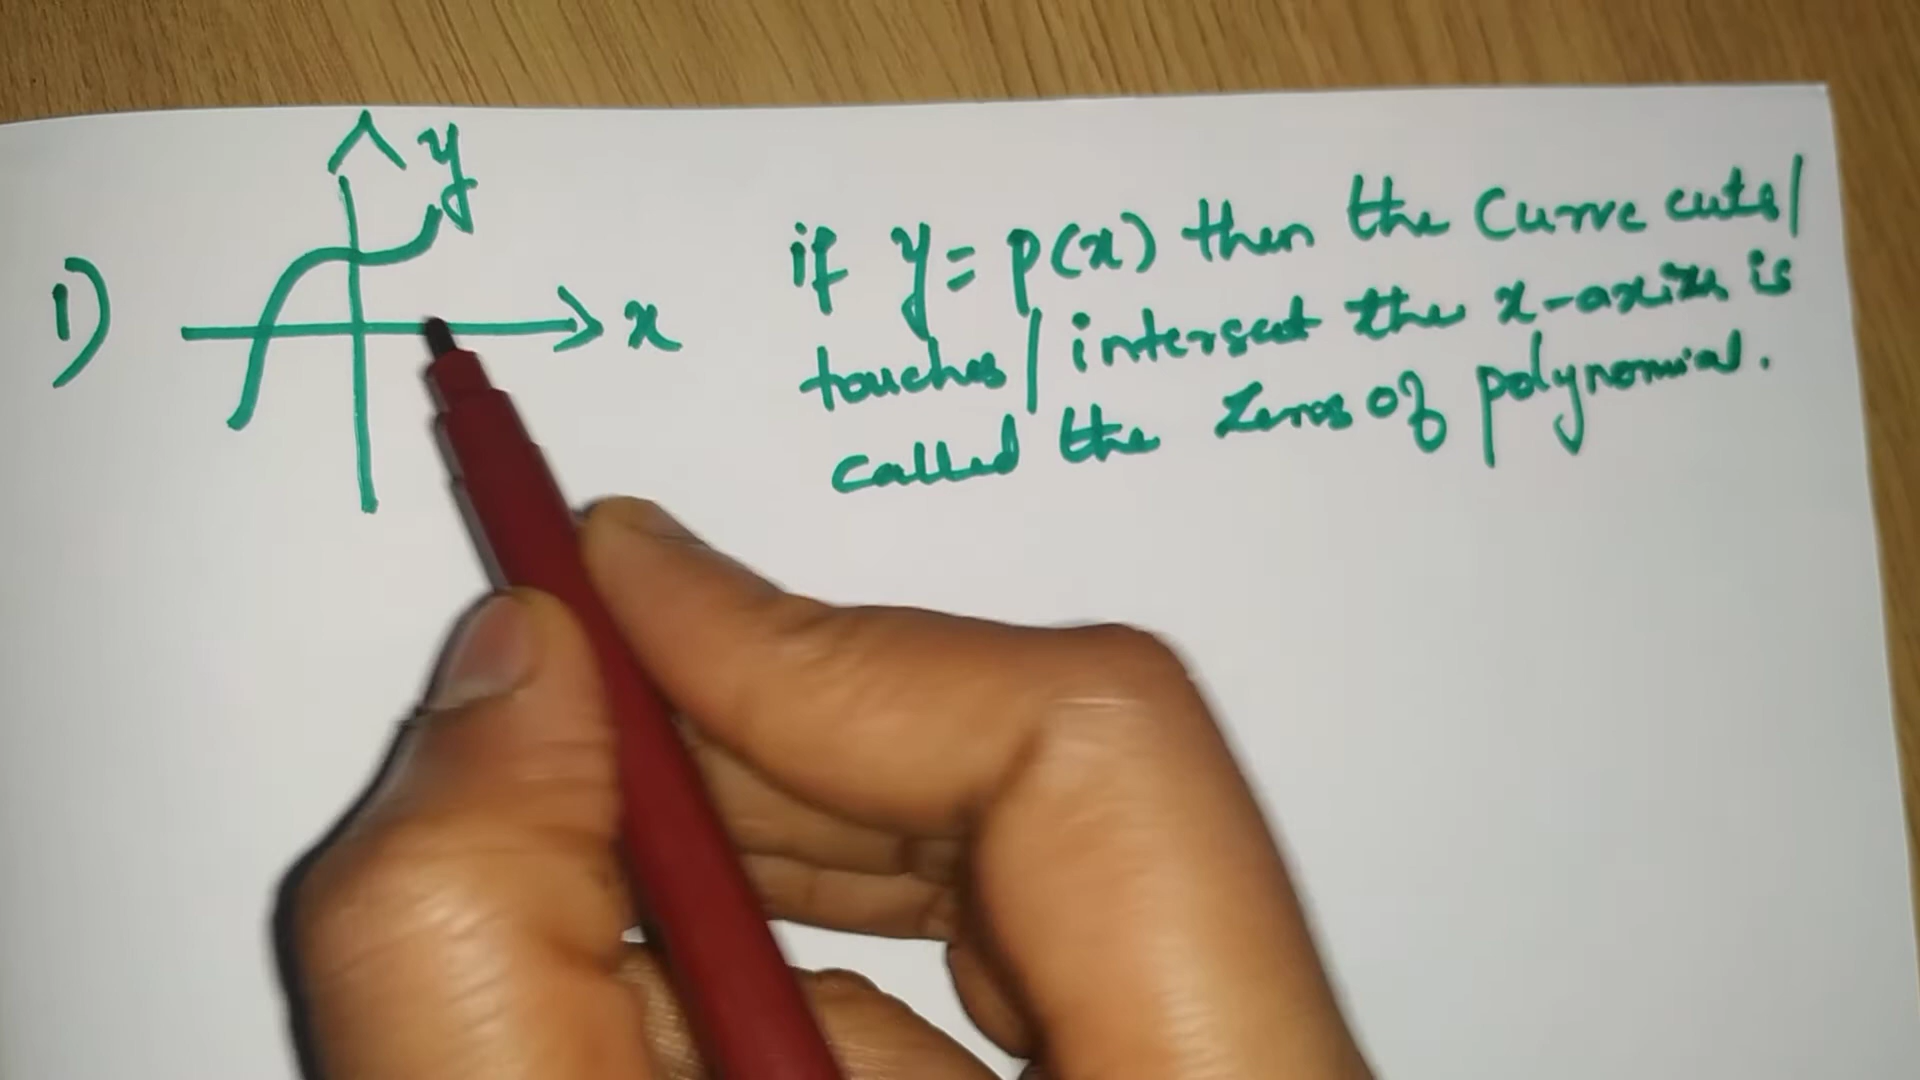 1)
y
x
if y = p(x) then the curve cuts/
touches/intersect the x-axis is
called the zeros of polynomial.